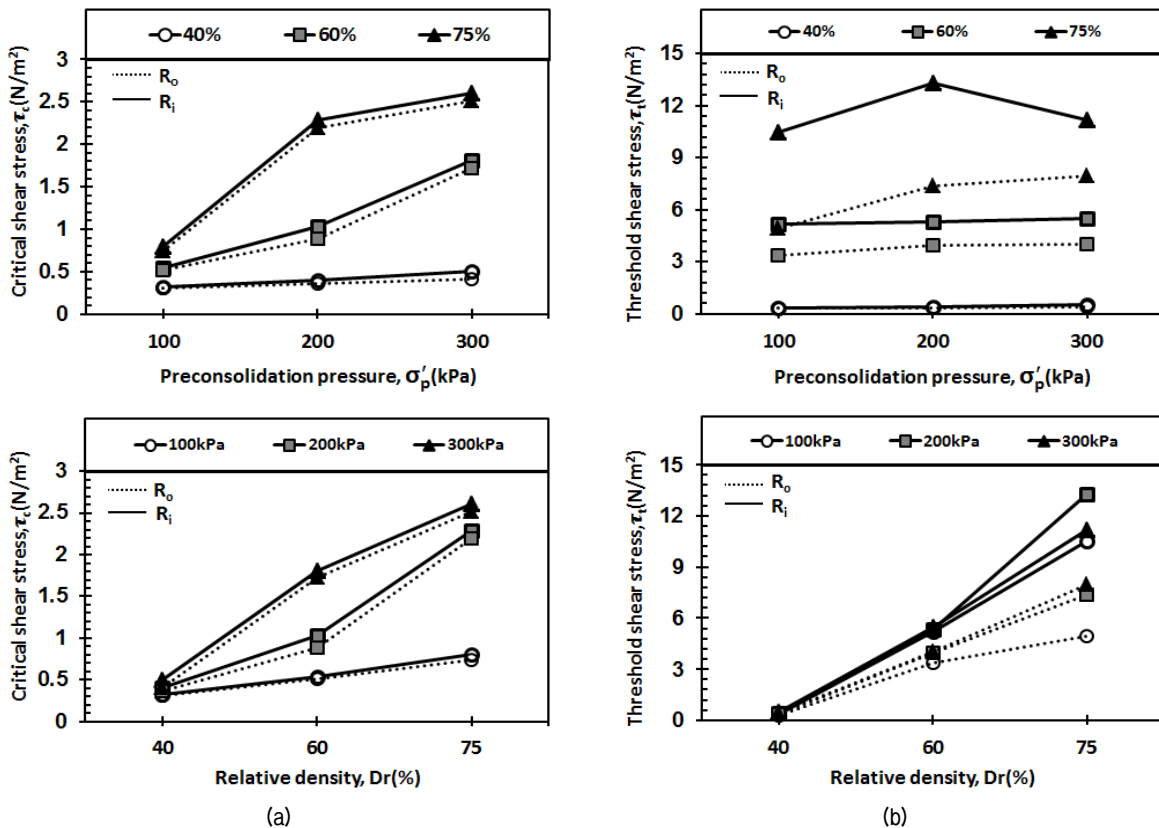 40% 60% 75%
3
2.5
2
1.5
1
0.5
0
Critical shear stress,τc(N/m²)
Ro
Ri
100 200 300
Preconsolidation pressure, σ′p(kPa)
40% 60% 75%
15
12
9
6
3
0
Threshold shear stress,τt(N/m²)
Ro
Ri
100 200 300
Preconsolidation pressure, σ′p(kPa)
100kPa 200kPa 300kPa
3
2.5
2
1.5
1
0.5
0
Critical shear stress,τc(N/m²)
Ro
Ri
40 60 75
Relative density, Dr(%)
(a)
100kPa 200kPa 300kPa
15
12
9
6
3
0
Threshold shear stress,τt(N/m²)
Ro
Ri
40 60 75
Relative density, Dr(%)
(b)